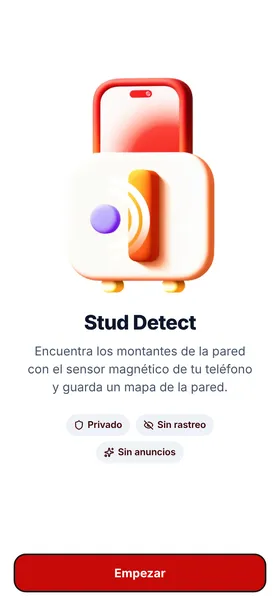 Stud Detect
Encuentra los montantes de la pared
con el sensor magnético de tu teléfono
y guarda un mapa de la pared.
Privado
Sin rastreo
Sin anuncios
Empezar